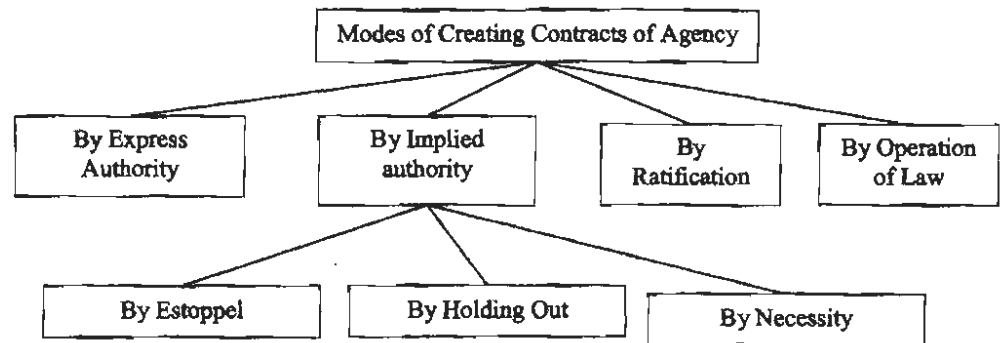 Modes of Creating Contracts of Agency
By Express
Authority
By Implied
authority
By
Ratification
By Operation
of Law
By Estoppel
By Holding Out
By Necessity